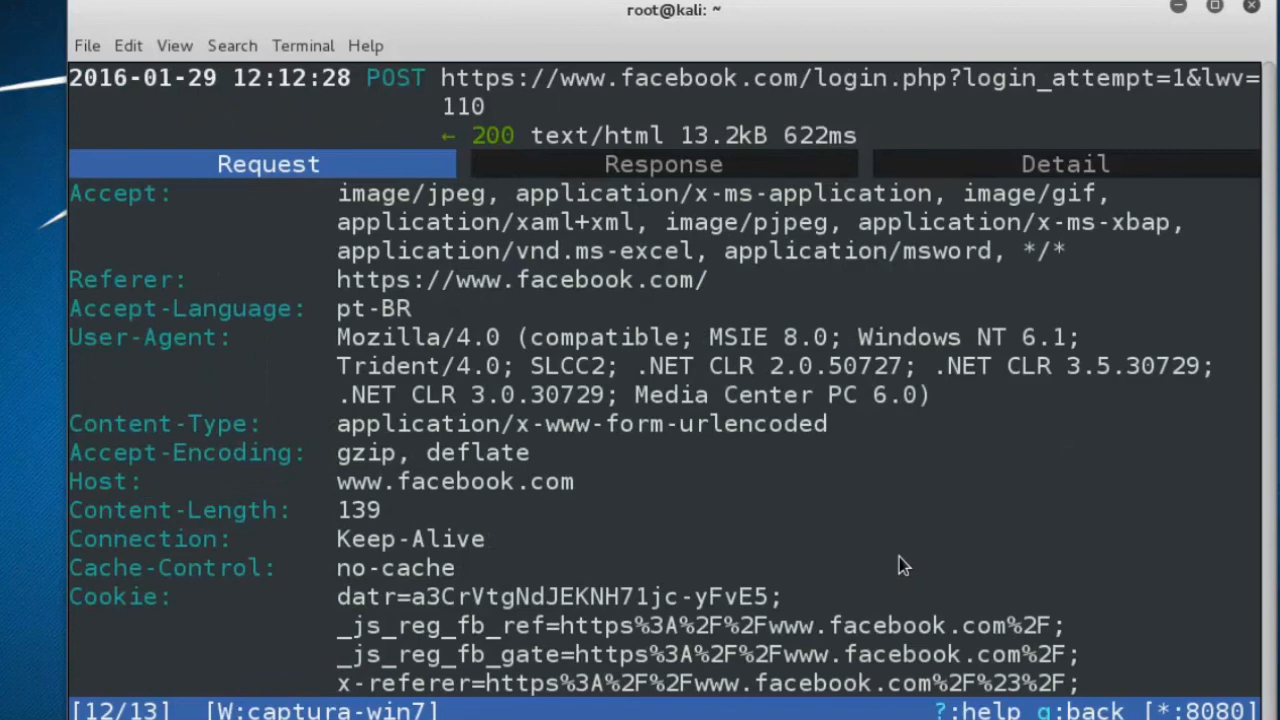 root@kali: ~
File Edit View Search Terminal Help
2016-01-29 12:12:28 POST https://www.facebook.com/login.php?login_attempt=1&lwv=
110
← 200 text/html 13.2kB 622ms
Request Response Detail
Accept: image/jpeg, application/x-ms-application, image/gif,
application/xaml+xml, image/pjpeg, application/x-ms-xbap,
application/vnd.ms-excel, application/msword, */*
Referer: https://www.facebook.com/
Accept-Language: pt-BR
User-Agent: Mozilla/4.0 (compatible; MSIE 8.0; Windows NT 6.1;
Trident/4.0; SLCC2; .NET CLR 2.0.50727; .NET CLR 3.5.30729;
.NET CLR 3.0.30729; Media Center PC 6.0)
Content-Type: application/x-www-form-urlencoded
Accept-Encoding: gzip, deflate
Host: www.facebook.com
Content-Length: 139
Connection: Keep-Alive
Cache-Control: no-cache
Cookie: datr=a3CrVtgNdJEKNH71jc-yFvE5;
_js_reg_fb_ref=https%3A%2F%2Fwww.facebook.com%2F;
_js_reg_fb_gate=https%3A%2F%2Fwww.facebook.com%2F;
x-referer=https%3A%2F%2Fwww.facebook.com%2F%23%2F;
[12/13] [W:captura-win7] ?:help q:back [*:8080]